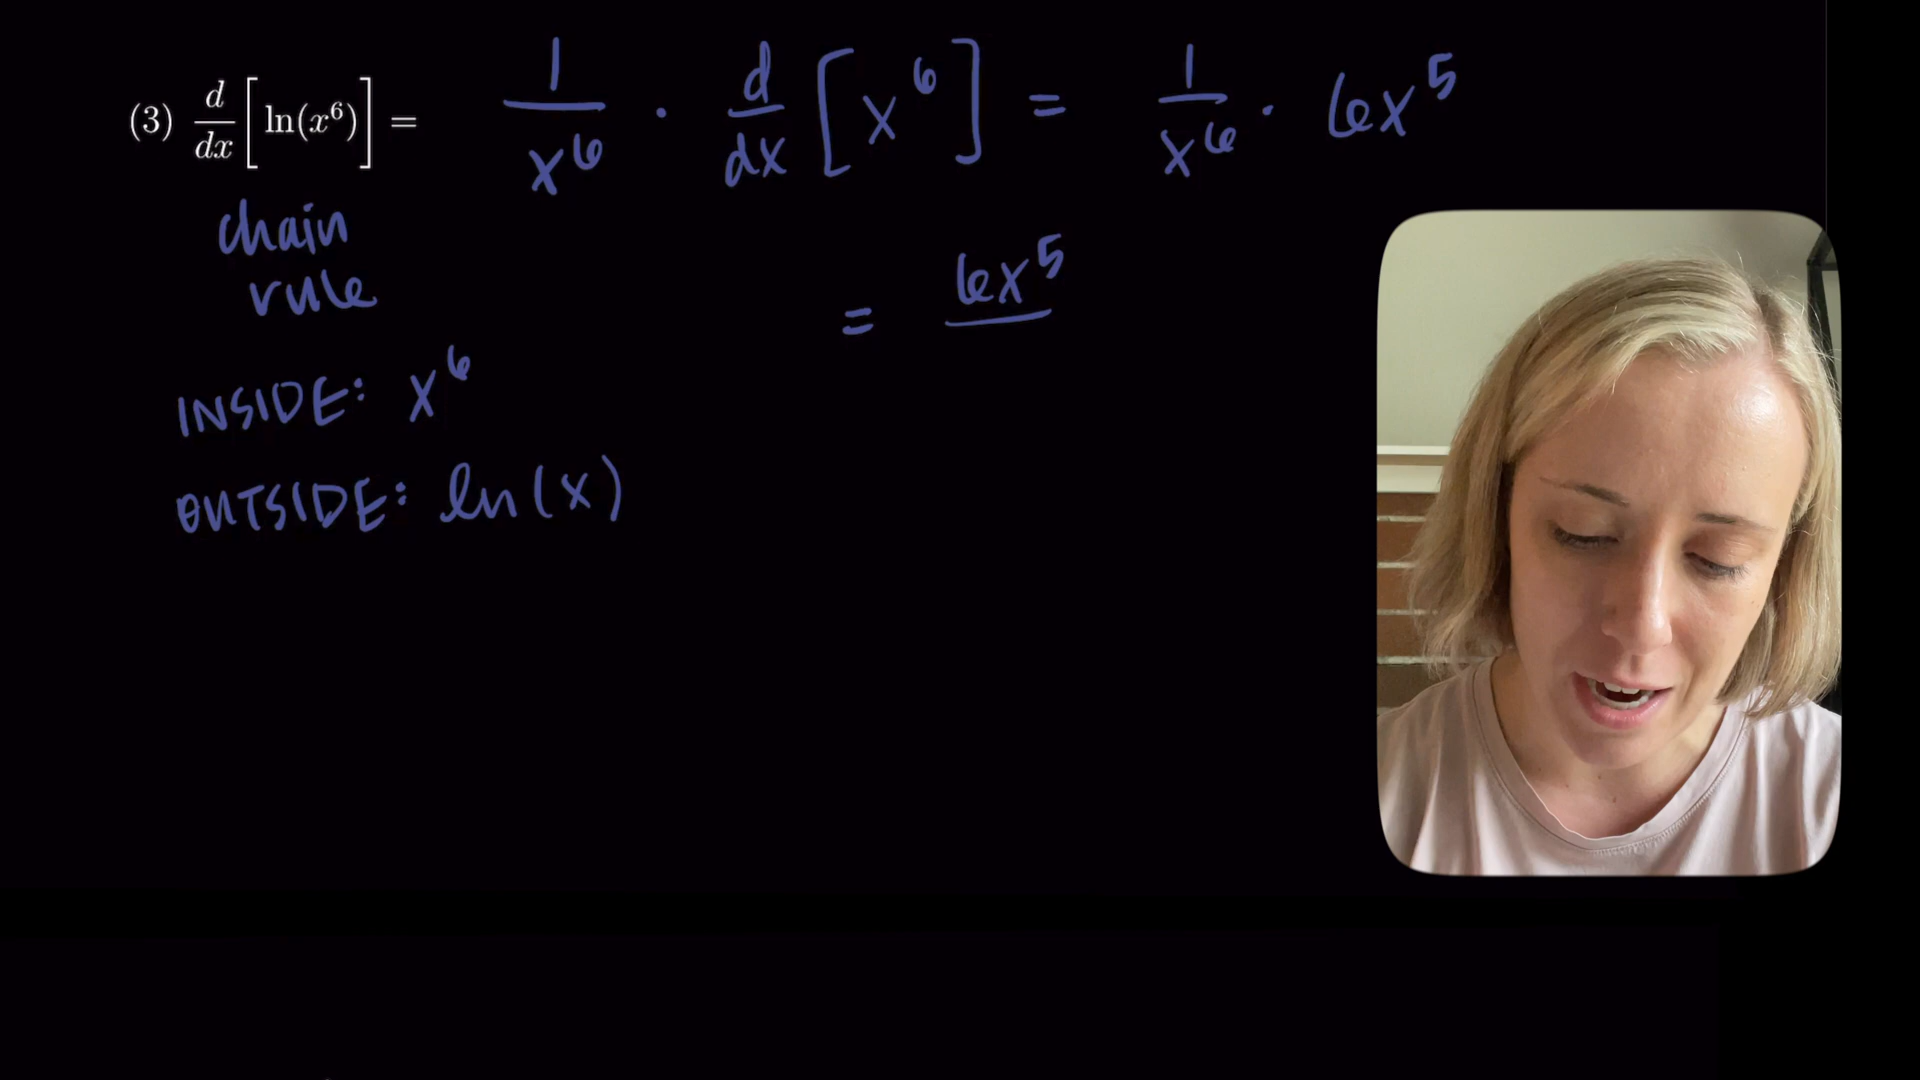 (3) d/dx [ln(x⁶)] = 1/x⁶ · d/dx [x⁶] = 1/x⁶ · 6x⁵
chain
rule
= 6x⁵
INSIDE: x⁶
OUTSIDE: ln(x)